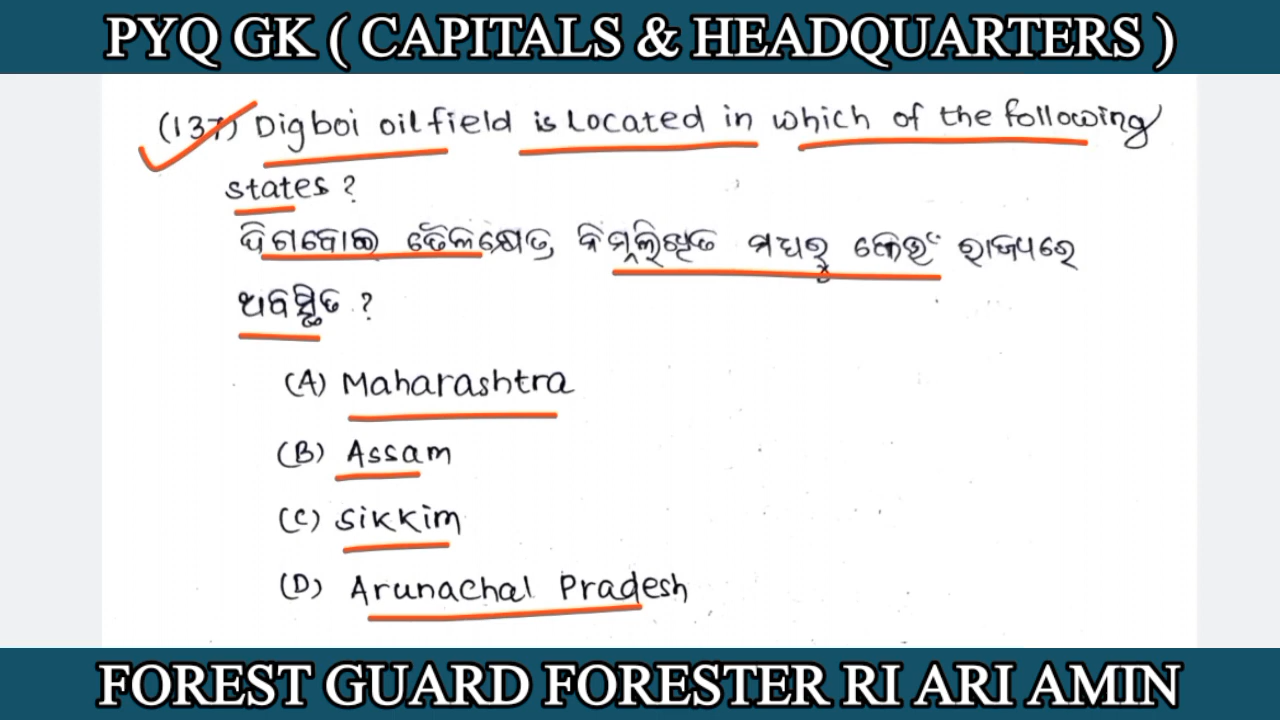 PYQ GK ( CAPITALS & HEADQUARTERS )
(137) Digboi oilfield is Located in which of the following
states ?
ଦିଗବୋଇ ତୈଳକ୍ଷେତ୍ର ନିମ୍ନଲିଖିତ ମଧ୍ୟରୁ କେଉଁ ରାଜ୍ୟରେ
ଅବସ୍ଥିତ ?
(A) Maharashtra
(B) Assam
(C) Sikkim
(D) Arunachal Pradesh
FOREST GUARD FORESTER RI ARI AMIN